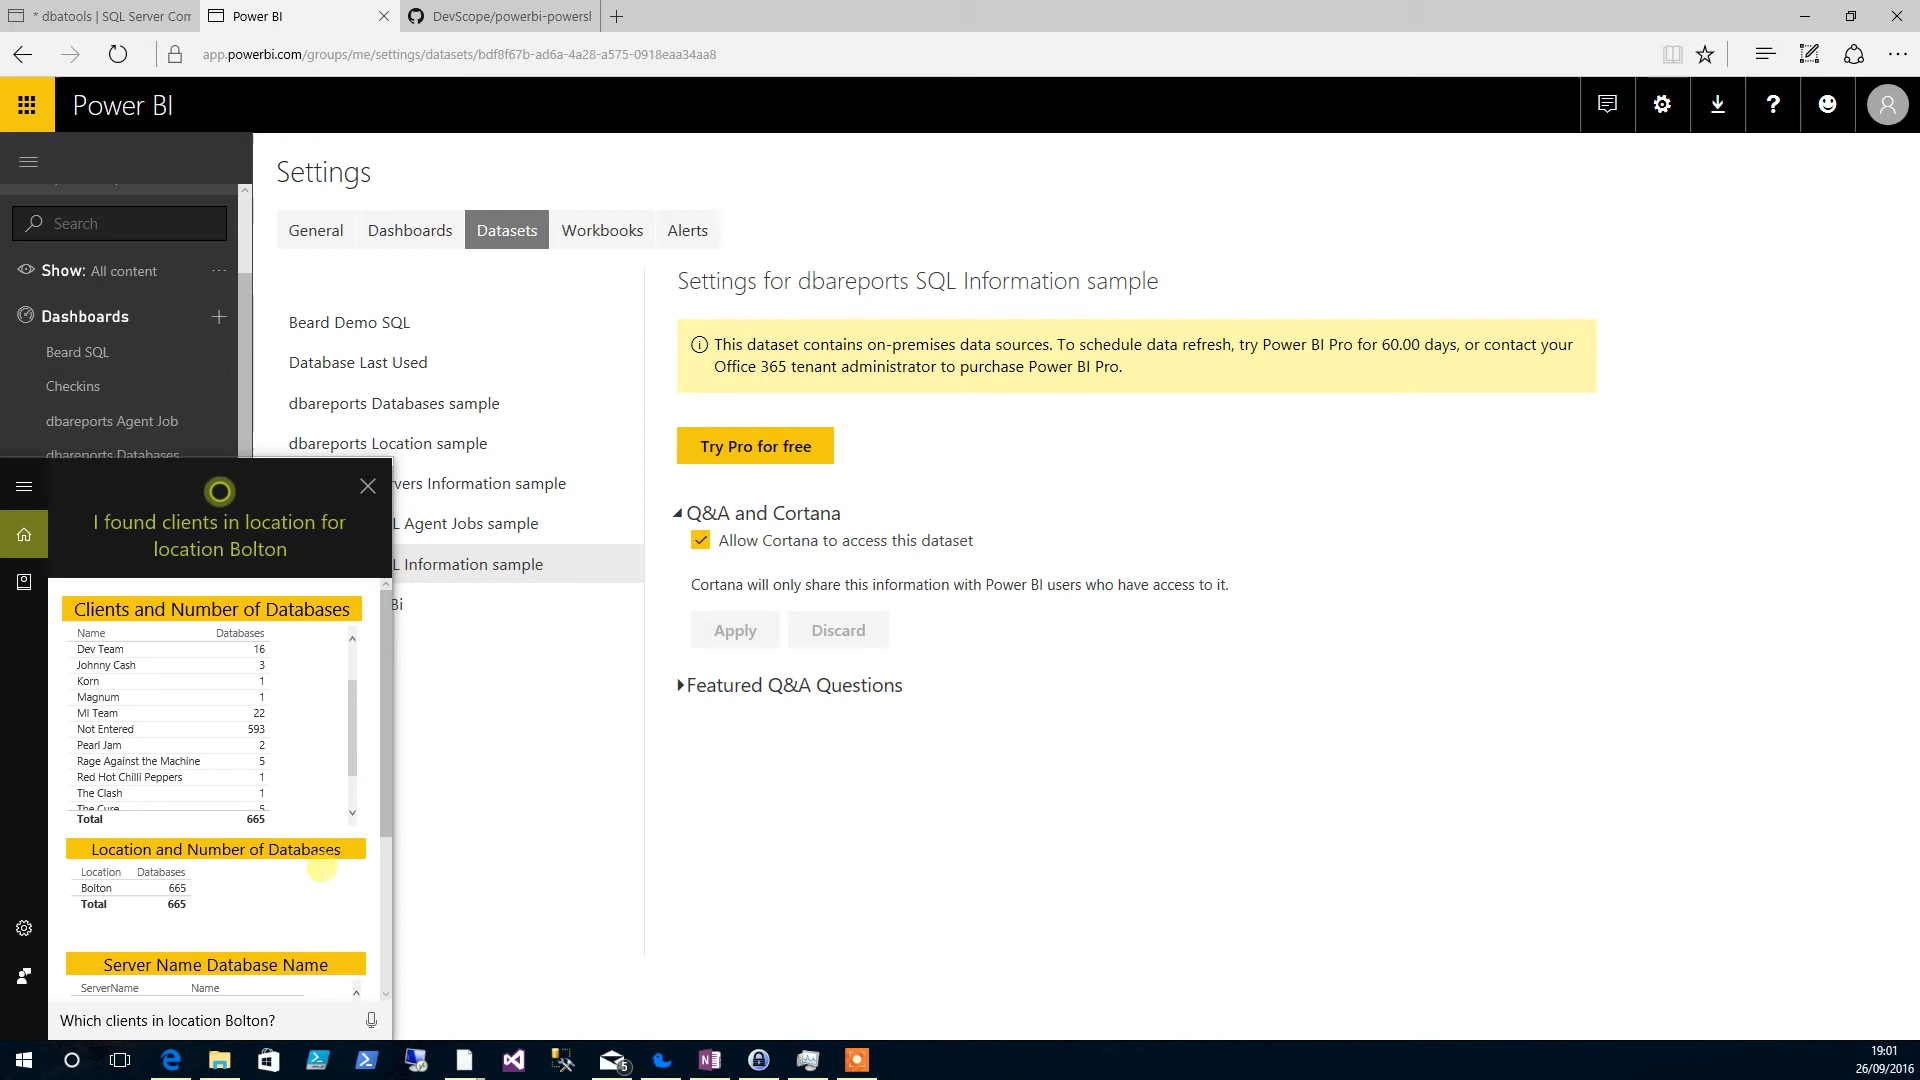 * dbatools | SQL Server Com
Power BI
DevScope/powerbi-powersl
app.powerbi.com/groups/me/settings/datasets/bdf8f67b-ad6a-4a28-a575-0918eaa34aa8
Power BI
Search
Show: All content
Dashboards
Beard SQL
Checkins
dbareports Agent Job
dbareports Databases
Settings
General
Dashboards
Datasets
Workbooks
Alerts
Beard Demo SQL
Database Last Used
dbareports Databases sample
dbareports Location sample
vers Information sample
L Agent Jobs sample
L Information sample
Bi
Settings for dbareports SQL Information sample
This dataset contains on-premises data sources. To schedule data refresh, try Power BI Pro for 60.00 days, or contact your
Office 365 tenant administrator to purchase Power BI Pro.
Try Pro for free
Q&A and Cortana
Allow Cortana to access this dataset
Cortana will only share this information with Power BI users who have access to it.
Apply
Discard
Featured Q&A Questions
I found clients in location for
location Bolton
Clients and Number of Databases
Name Databases
Dev Team 16
Johnny Cash 3
Korn 1
Magnum 1
MI Team 22
Not Entered 593
Pearl Jam 2
Rage Against the Machine 5
Red Hot Chilli Peppers 1
The Clash 1
The Cure 5
Total 665
Location and Number of Databases
Location Databases
Bolton 665
Total 665
Server Name Database Name
ServerName Name
Which clients in location Bolton?
5
19:01
26/09/2016